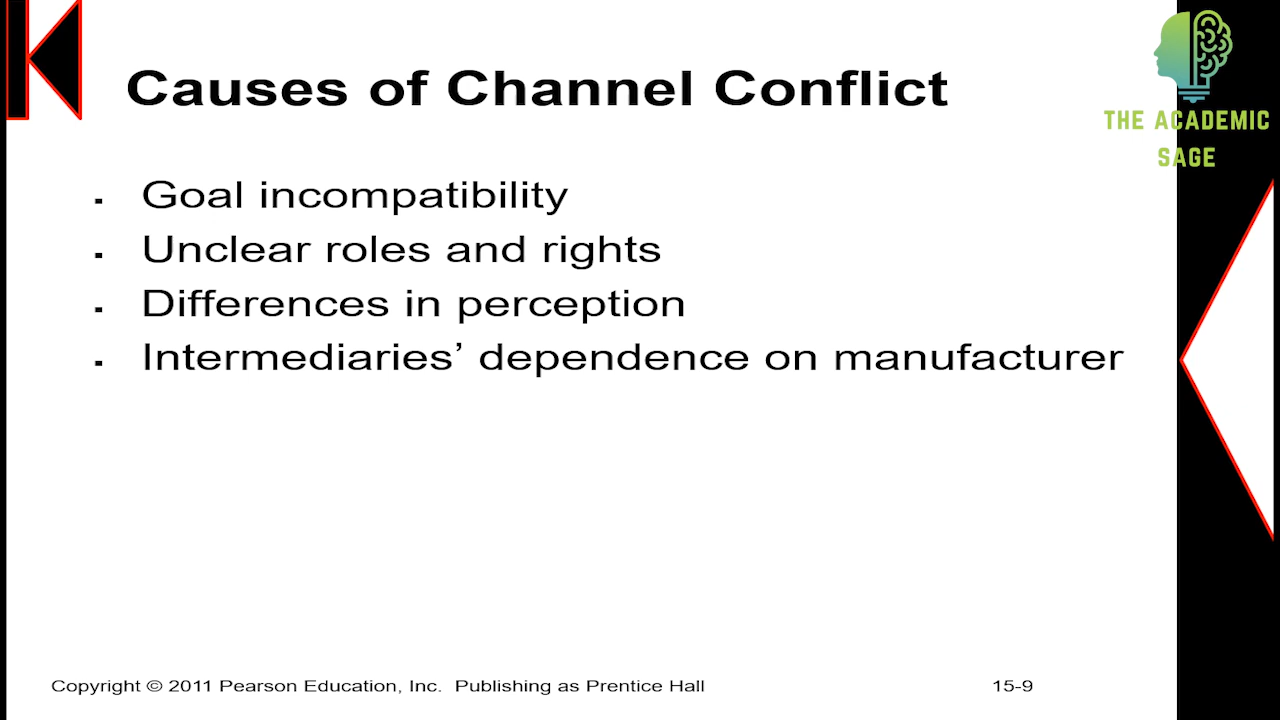 Causes of Channel Conflict
THE ACADEMIC
SAGE
▪ Goal incompatibility
▪ Unclear roles and rights
▪ Differences in perception
▪ Intermediaries’ dependence on manufacturer
Copyright © 2011 Pearson Education, Inc. Publishing as Prentice Hall 15-9